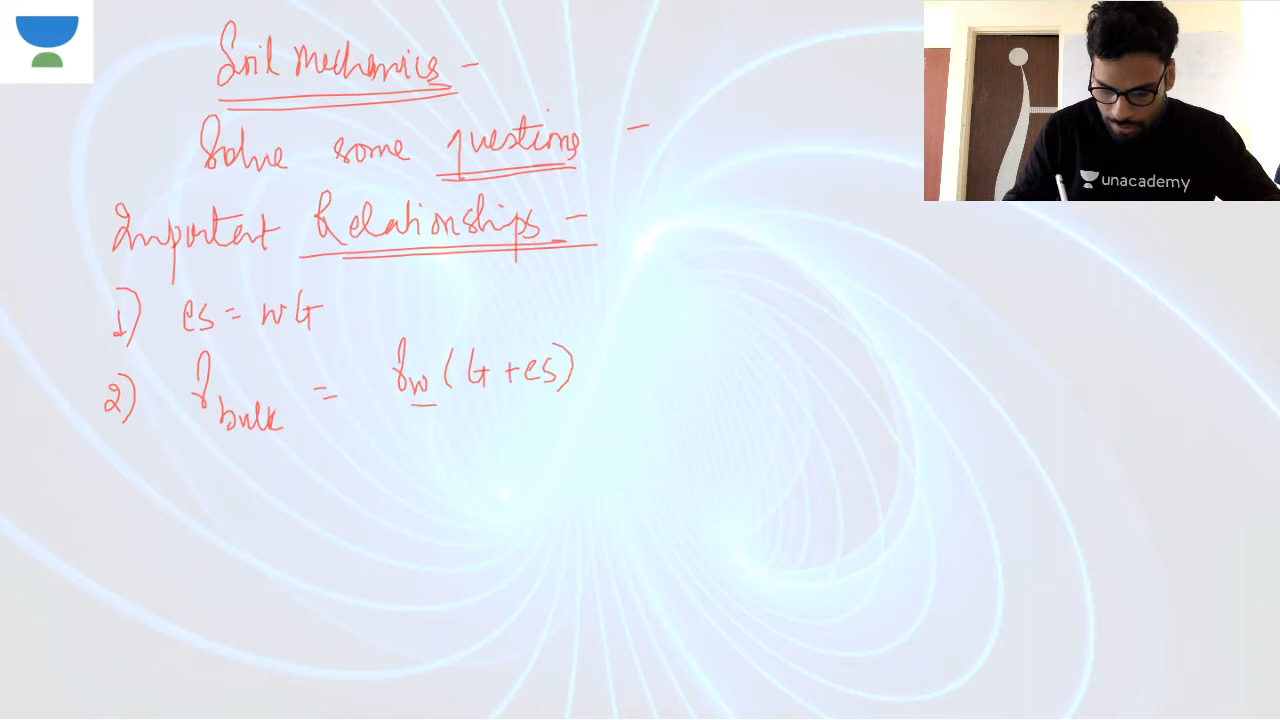 Soil Mechanics -
Solve some questions -
Important Relationships -
1) es = wG
2) γbulk = γw (G + es)
unacademy